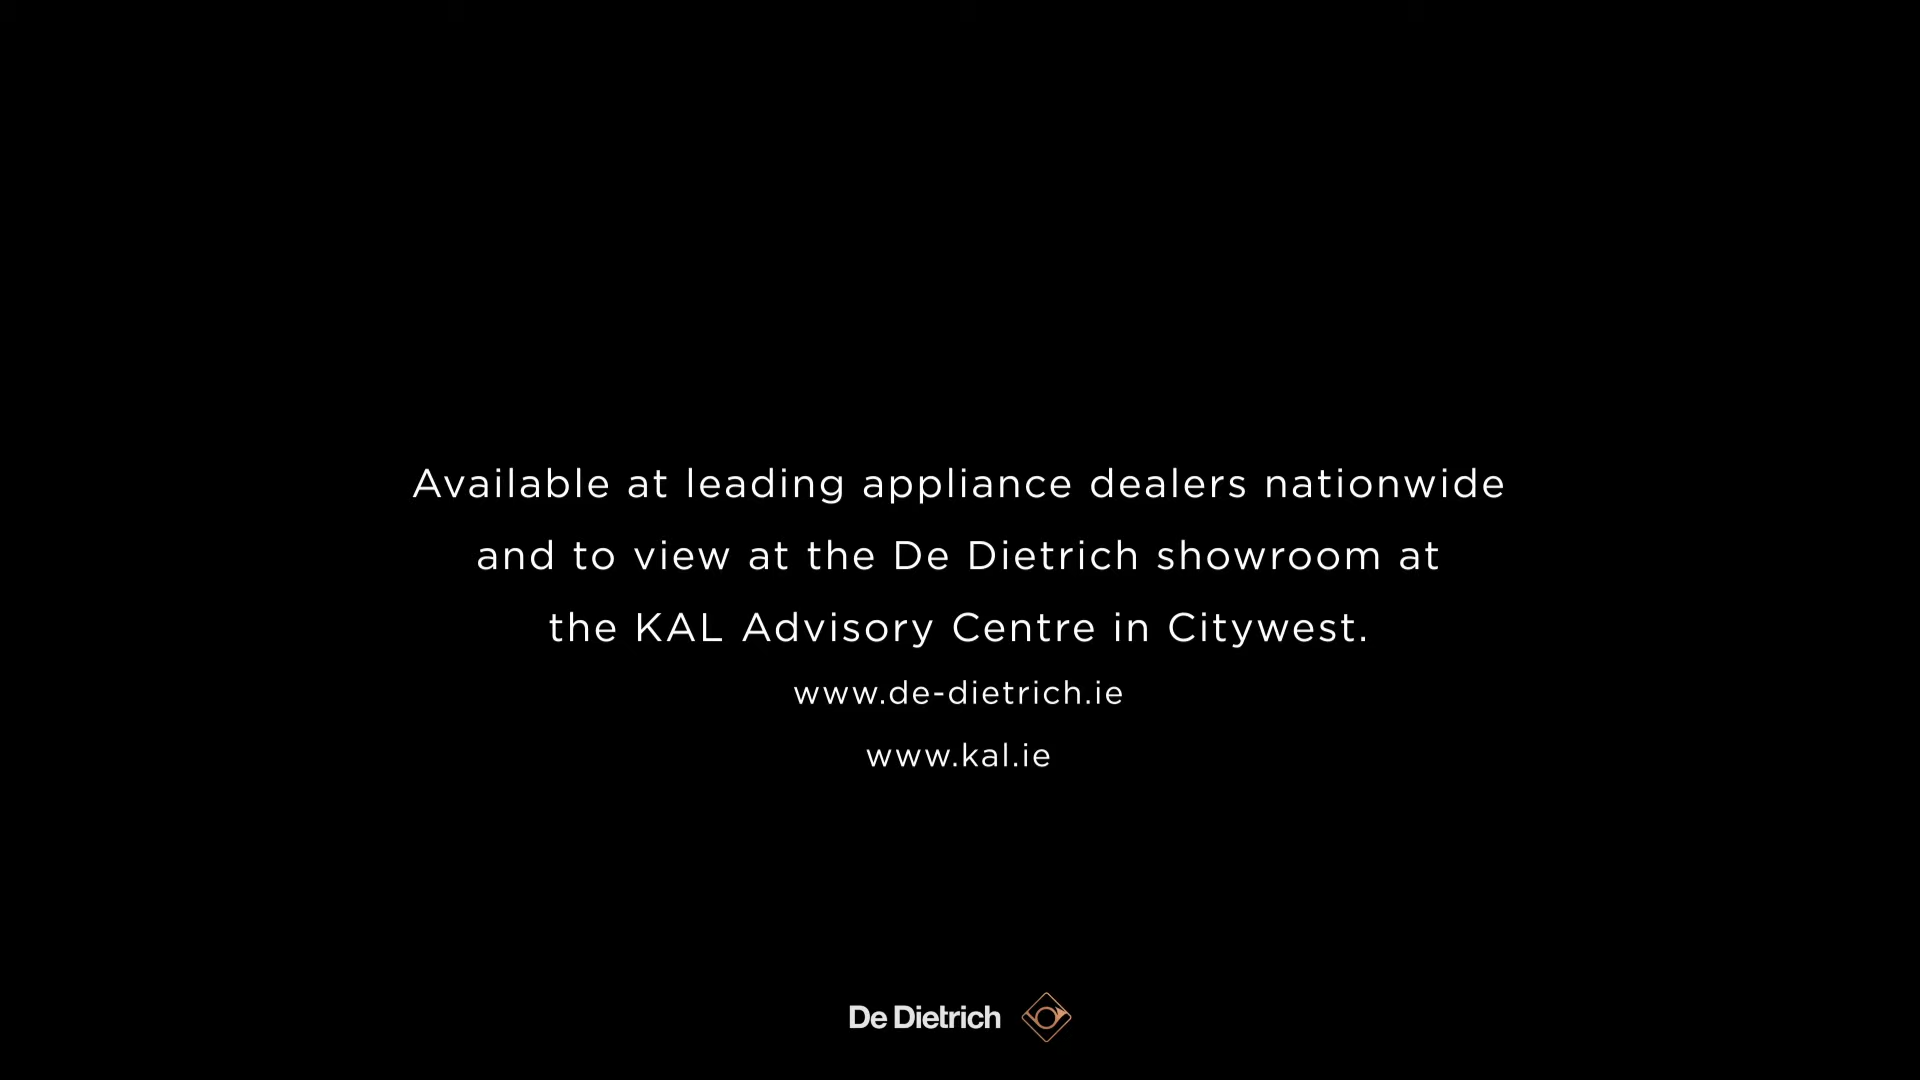 Available at leading appliance dealers nationwide
and to view at the De Dietrich showroom at
the KAL Advisory Centre in Citywest.
www.de-dietrich.ie
www.kal.ie
De Dietrich